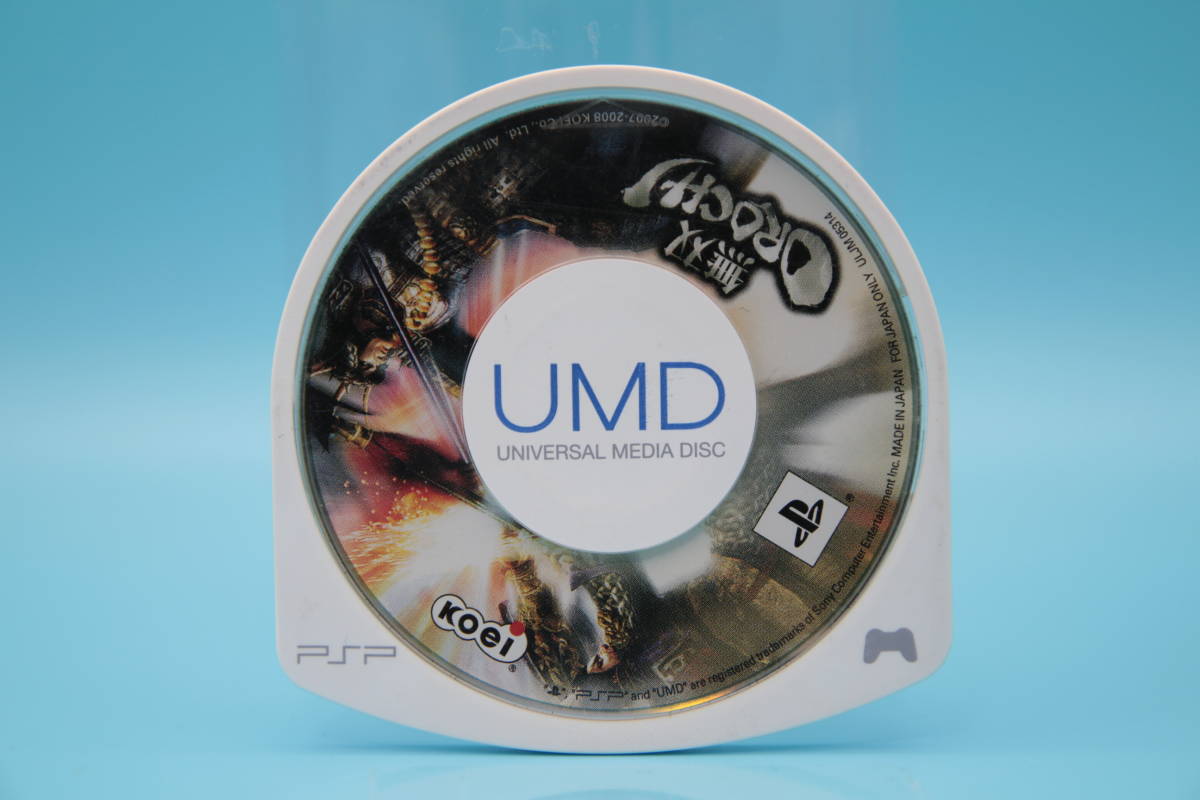 ©2007-2008 KOEI Co., Ltd. All rights reserved.
無双
OROCHI
UMD
UNIVERSAL MEDIA DISC
KOEI ®
®
PSP
"PSP" and "UMD" are registered trademarks of Sony Computer Entertainment Inc. MADE IN JAPAN FOR JAPAN ONLY ULJM 05314